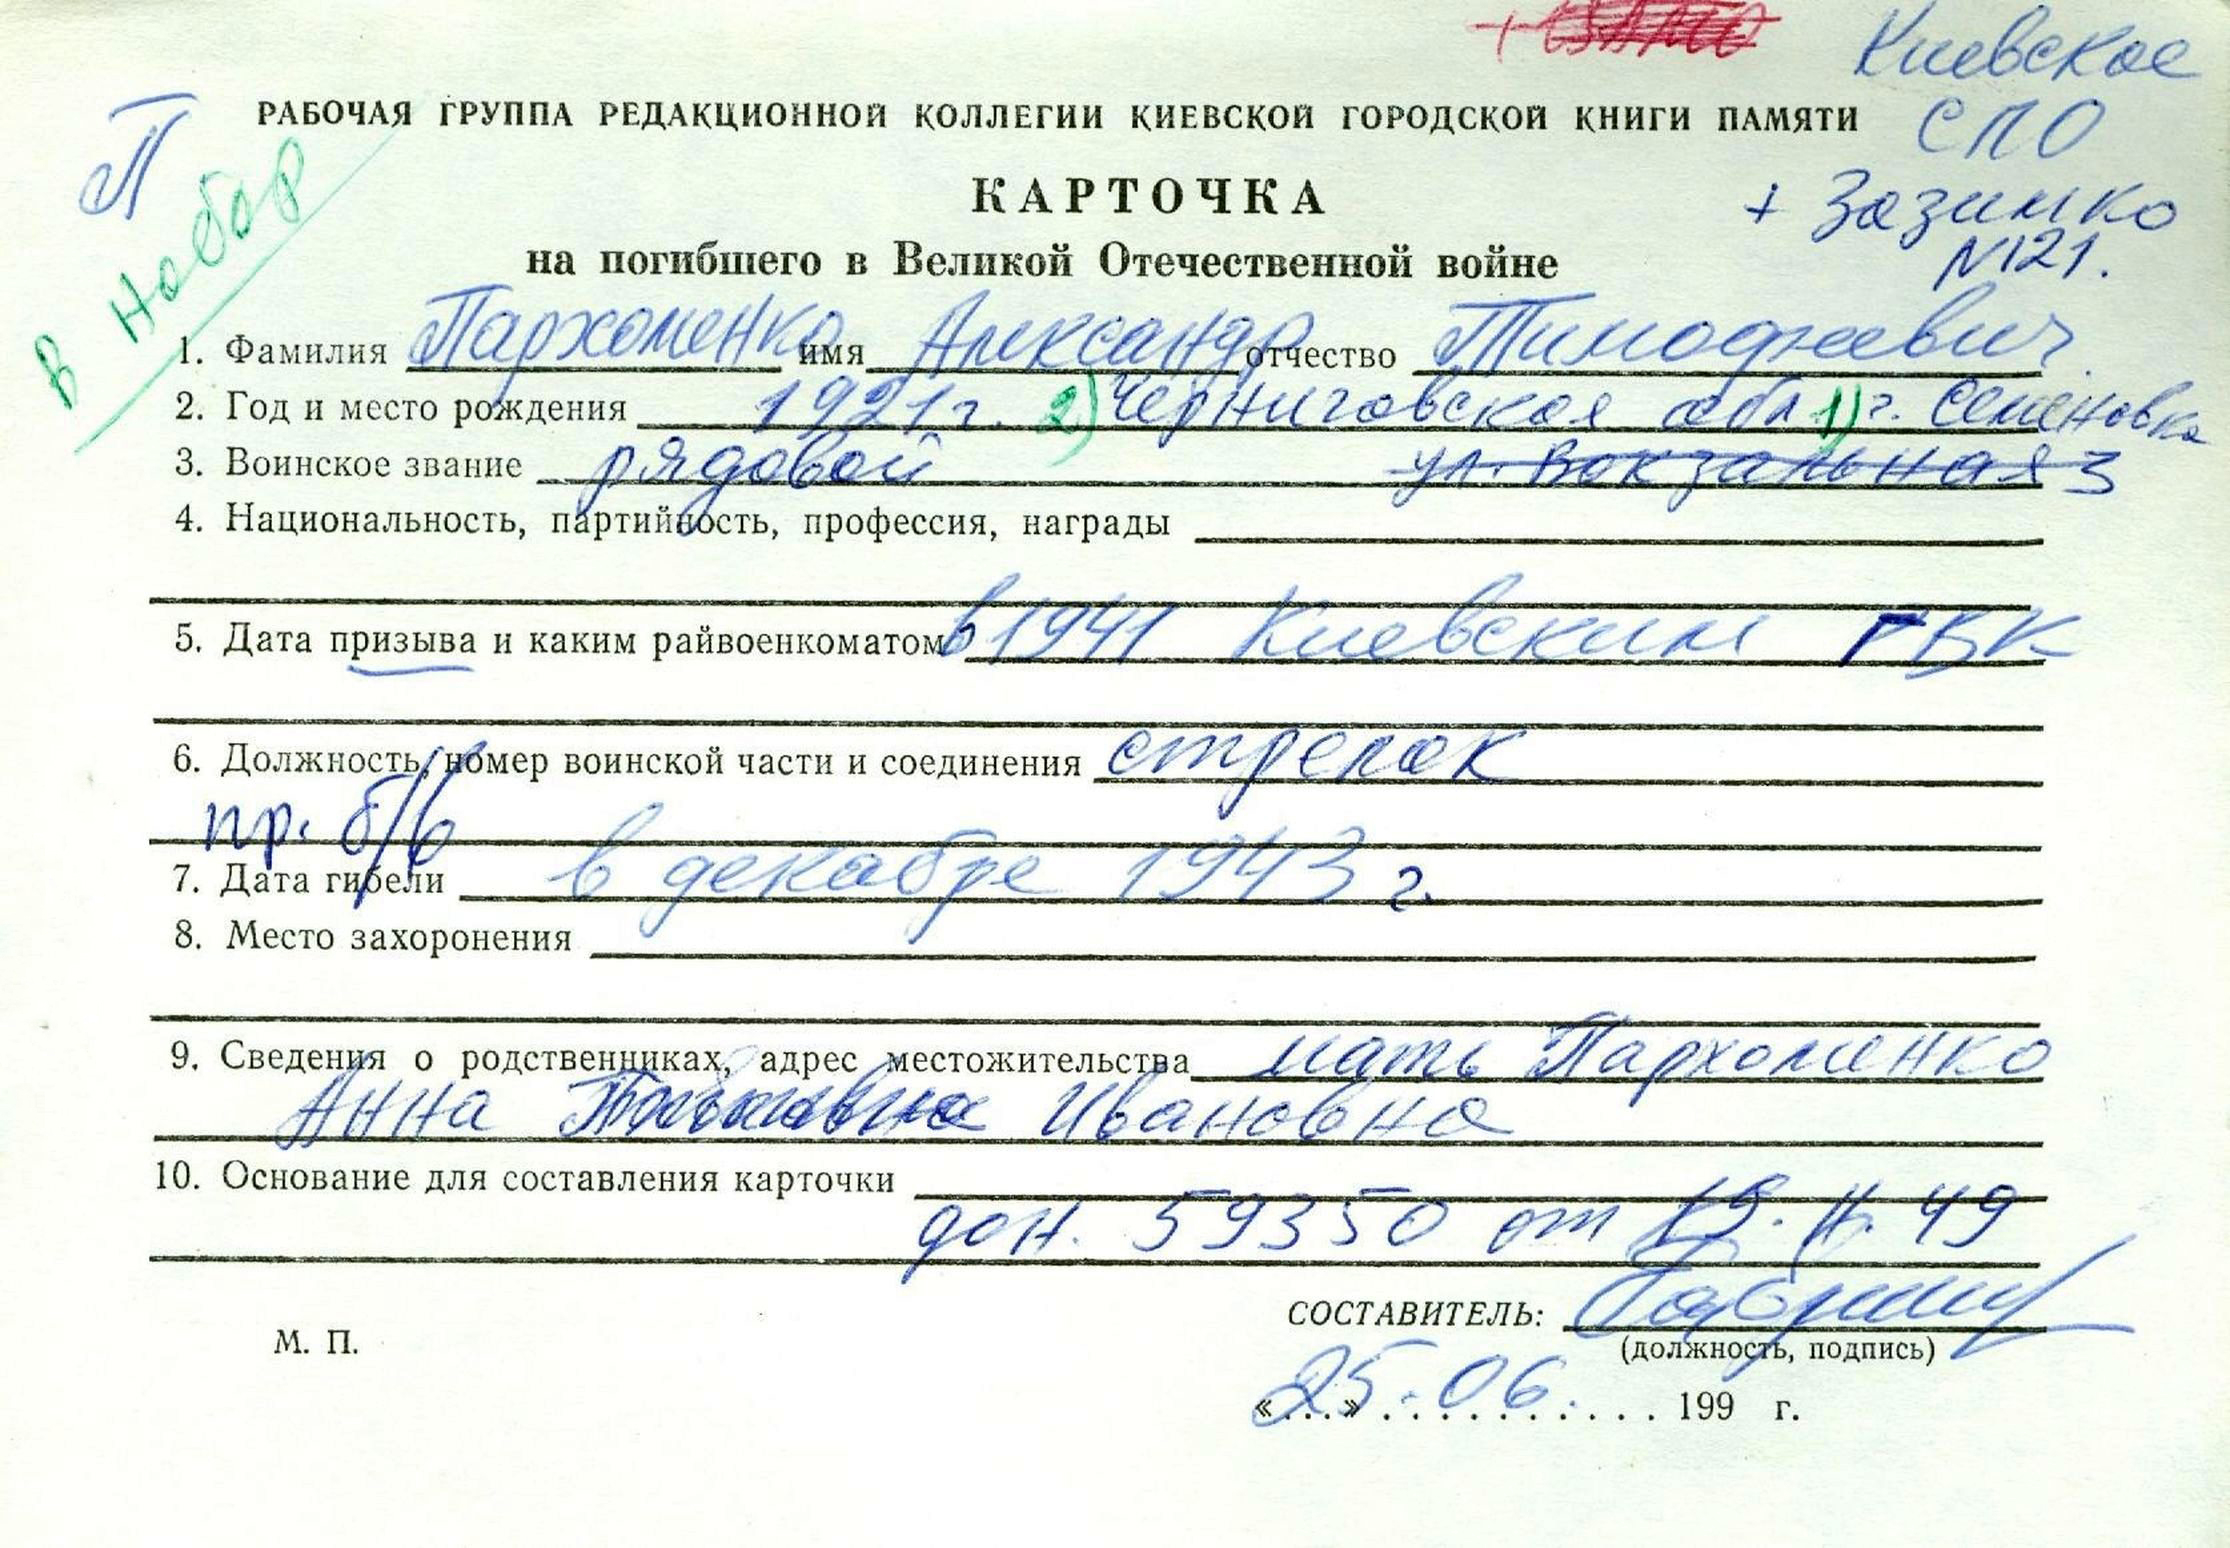 Киевское
П РАБОЧАЯ ГРУППА РЕДАКЦИОННОЙ КОЛЛЕГИИ КИЕВСКОЙ ГОРОДСКОЙ КНИГИ ПАМЯТИ СПО
В набор
КАРТОЧКА + Зазимко
на погибшего в Великой Отечественной войне N121.
1. Фамилия Пархоменко имя Александр отчество Тимофеевич
2. Год и место рождения 1921 г. 2) Черниговская обл 1) г. Семеновка
3. Воинское звание рядовой ул. Вокзальная 3
4. Национальность, партийность, профессия, награды
5. Дата призыва и каким райвоенкоматом в 1941 Киевским ГВК
6. Должность, номер воинской части и соединения стрелок
пр. б/в
7. Дата гибели в декабре 1943 г.
8. Место захоронения
9. Сведения о родственниках, адрес местожительства мать Пархоменко
Анна Ивановна
10. Основание для составления карточки
дон. 59350 от 49
СОСТАВИТЕЛЬ:
М. П. (должность, подпись)
«25» 06. 199 г.